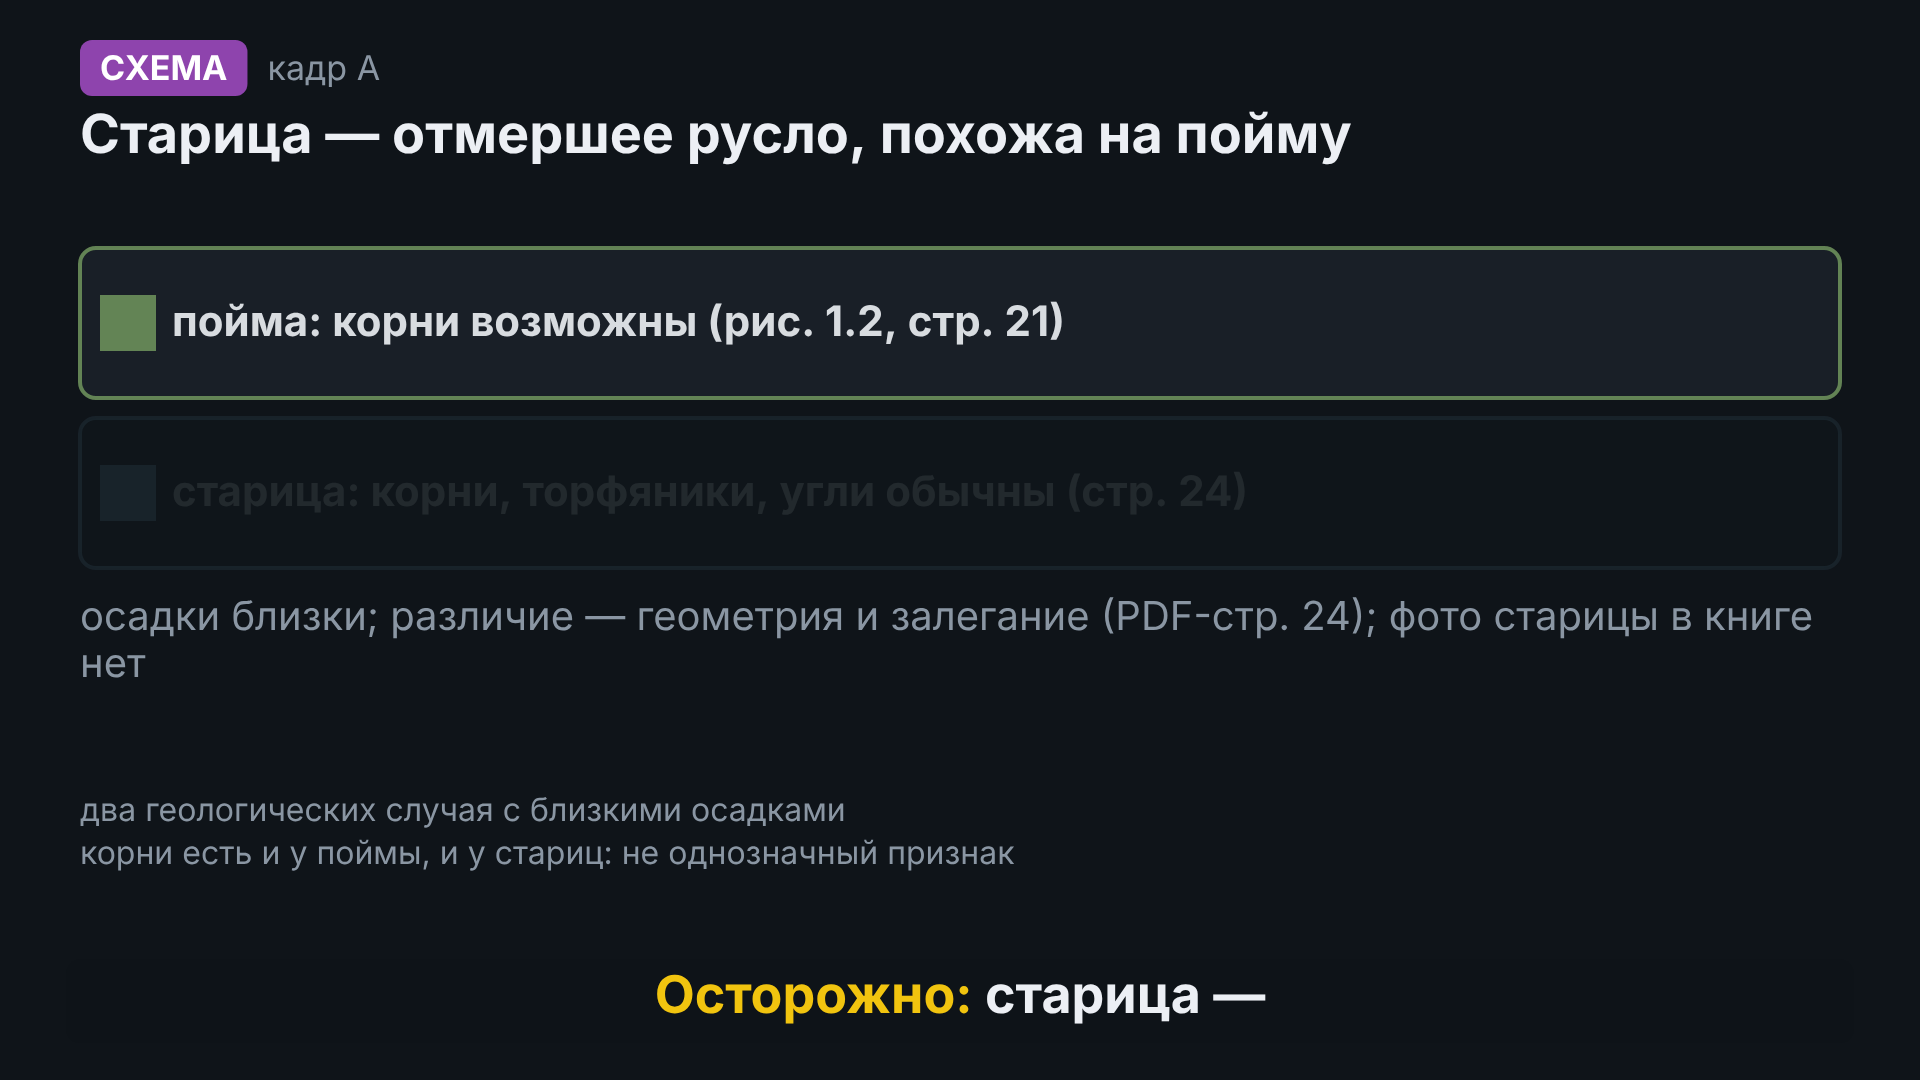 СХЕМА кадр А
Старица — отмершее русло, похожа на пойму
пойма: корни возможны (рис. 1.2, стр. 21)
старица: корни, торфяники, угли обычны (стр. 24)
осадки близки; различие — геометрия и залегание (PDF-стр. 24); фото старицы в книге
нет
два геологических случая с близкими осадками
корни есть и у поймы, и у стариц: не однозначный признак
Осторожно: старица —